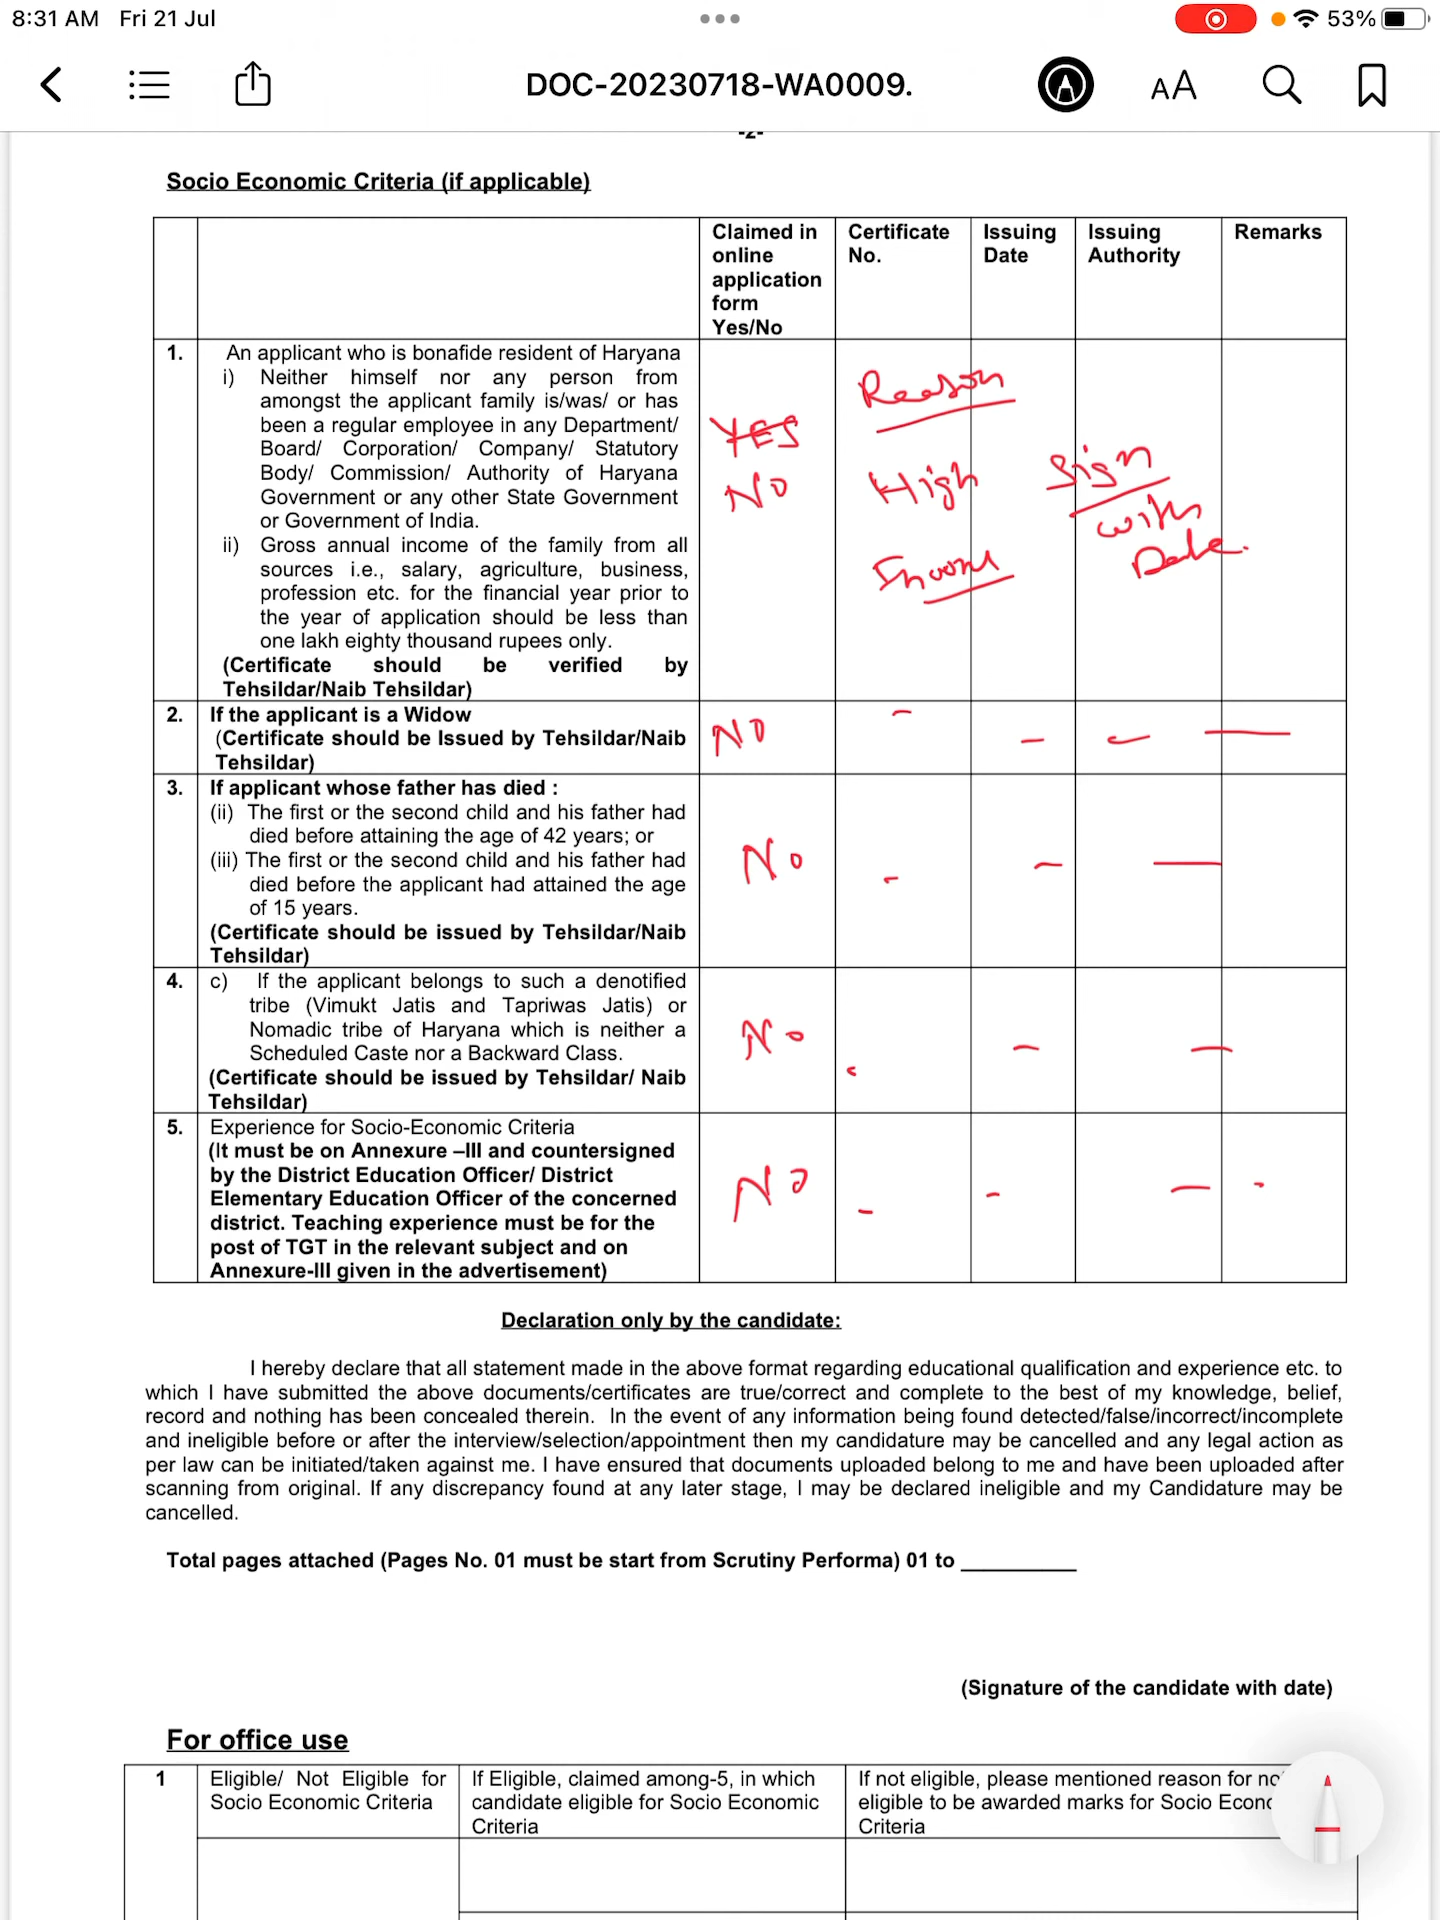 8:31 AM Fri 21 Jul
53%
DOC-20230718-WA0009.
-2-
Socio Economic Criteria (if applicable)
Claimed in online application form Yes/No
Certificate No.
Issuing Date
Issuing Authority
Remarks
1.
An applicant who is bonafide resident of Haryana
i) Neither himself nor any person from
amongst the applicant family is/was/ or has
been a regular employee in any Department/
Board/ Corporation/ Company/ Statutory
Body/ Commission/ Authority of Haryana
Government or any other State Government
or Government of India.
ii) Gross annual income of the family from all
sources i.e., salary, agriculture, business,
profession etc. for the financial year prior to
the year of application should be less than
one lakh eighty thousand rupees only.
(Certificate should be verified by
Tehsildar/Naib Tehsildar)
YES
NO
Reason
High
Income
Sign
with
Date.
2.
If the applicant is a Widow
(Certificate should be Issued by Tehsildar/Naib
Tehsildar)
NO
-
-
-
-
3.
If applicant whose father has died :
(ii) The first or the second child and his father had
died before attaining the age of 42 years; or
(iii) The first or the second child and his father had
died before the applicant had attained the age
of 15 years.
(Certificate should be issued by Tehsildar/Naib
Tehsildar)
No
-
-
-
4.
c) If the applicant belongs to such a denotified
tribe (Vimukt Jatis and Tapriwas Jatis) or
Nomadic tribe of Haryana which is neither a
Scheduled Caste nor a Backward Class.
(Certificate should be issued by Tehsildar/ Naib
Tehsildar)
No
-
-
5.
Experience for Socio-Economic Criteria
(It must be on Annexure –III and countersigned
by the District Education Officer/ District
Elementary Education Officer of the concerned
district. Teaching experience must be for the
post of TGT in the relevant subject and on
Annexure-III given in the advertisement)
No
-
-
-
-
Declaration only by the candidate:
I hereby declare that all statement made in the above format regarding educational qualification and experience etc. to
which I have submitted the above documents/certificates are true/correct and complete to the best of my knowledge, belief,
record and nothing has been concealed therein. In the event of any information being found detected/false/incorrect/incomplete
and ineligible before or after the interview/selection/appointment then my candidature may be cancelled and any legal action as
per law can be initiated/taken against me. I have ensured that documents uploaded belong to me and have been uploaded after
scanning from original. If any discrepancy found at any later stage, I may be declared ineligible and my Candidature may be
cancelled.
Total pages attached (Pages No. 01 must be start from Scrutiny Performa) 01 to __________
(Signature of the candidate with date)
For office use
1
Eligible/ Not Eligible for
Socio Economic Criteria
If Eligible, claimed among-5, in which
candidate eligible for Socio Economic
Criteria
If not eligible, please mentioned reason for
eligible to be awarded marks for Socio
Criteria